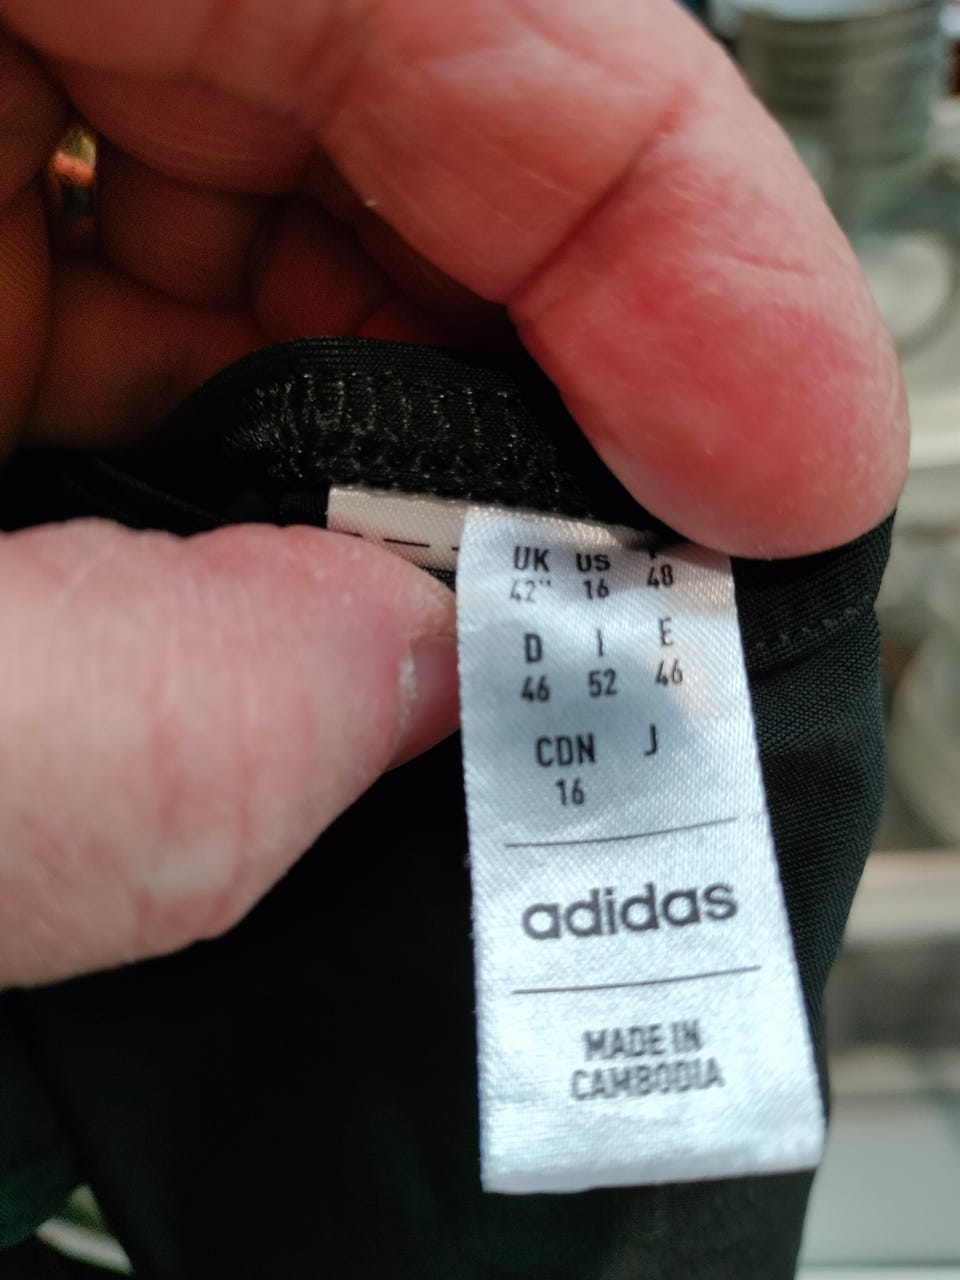 UK US
42" 16 48
D I E
46 52 46
CDN J
16
adidas
MADE IN
CAMBODIA